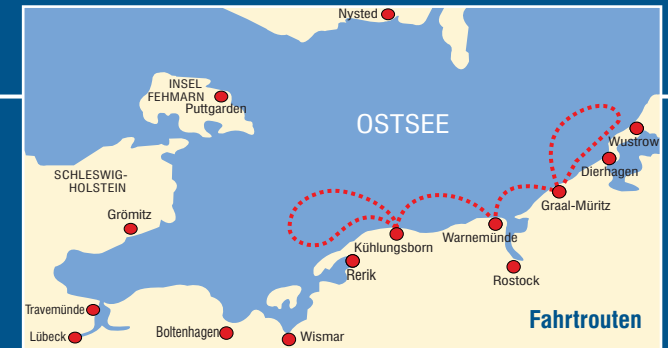 Nysted
INSEL
FEHMARN
Puttgarden
OSTSEE
Wustrow
Dierhagen
SCHLESWIG-
HOLSTEIN
Graal-Müritz
Grömitz
Warnemünde
Kühlungsborn
Rerik
Rostock
Travemünde
Fahrtrouten
Lübeck
Boltenhagen
Wismar